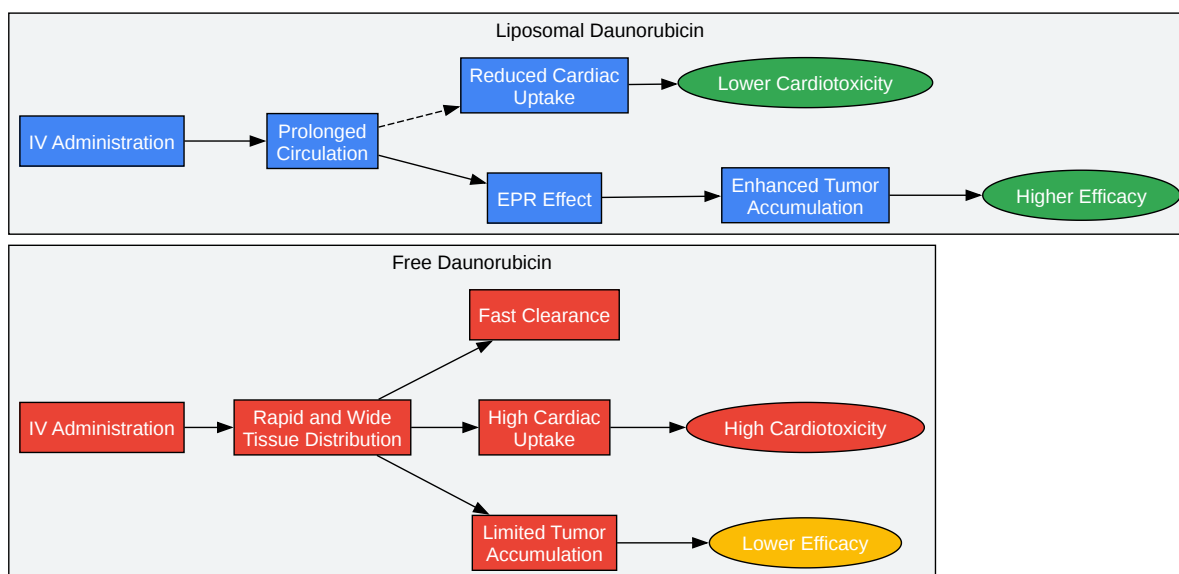 Liposomal Daunorubicin
Reduced Cardiac
Uptake
Lower Cardiotoxicity
IV Administration
Prolonged
Circulation
EPR Effect
Enhanced Tumor
Accumulation
Higher Efficacy
Free Daunorubicin
Fast Clearance
IV Administration
Rapid and Wide
Tissue Distribution
High Cardiac
Uptake
High Cardiotoxicity
Limited Tumor
Accumulation
Lower Efficacy